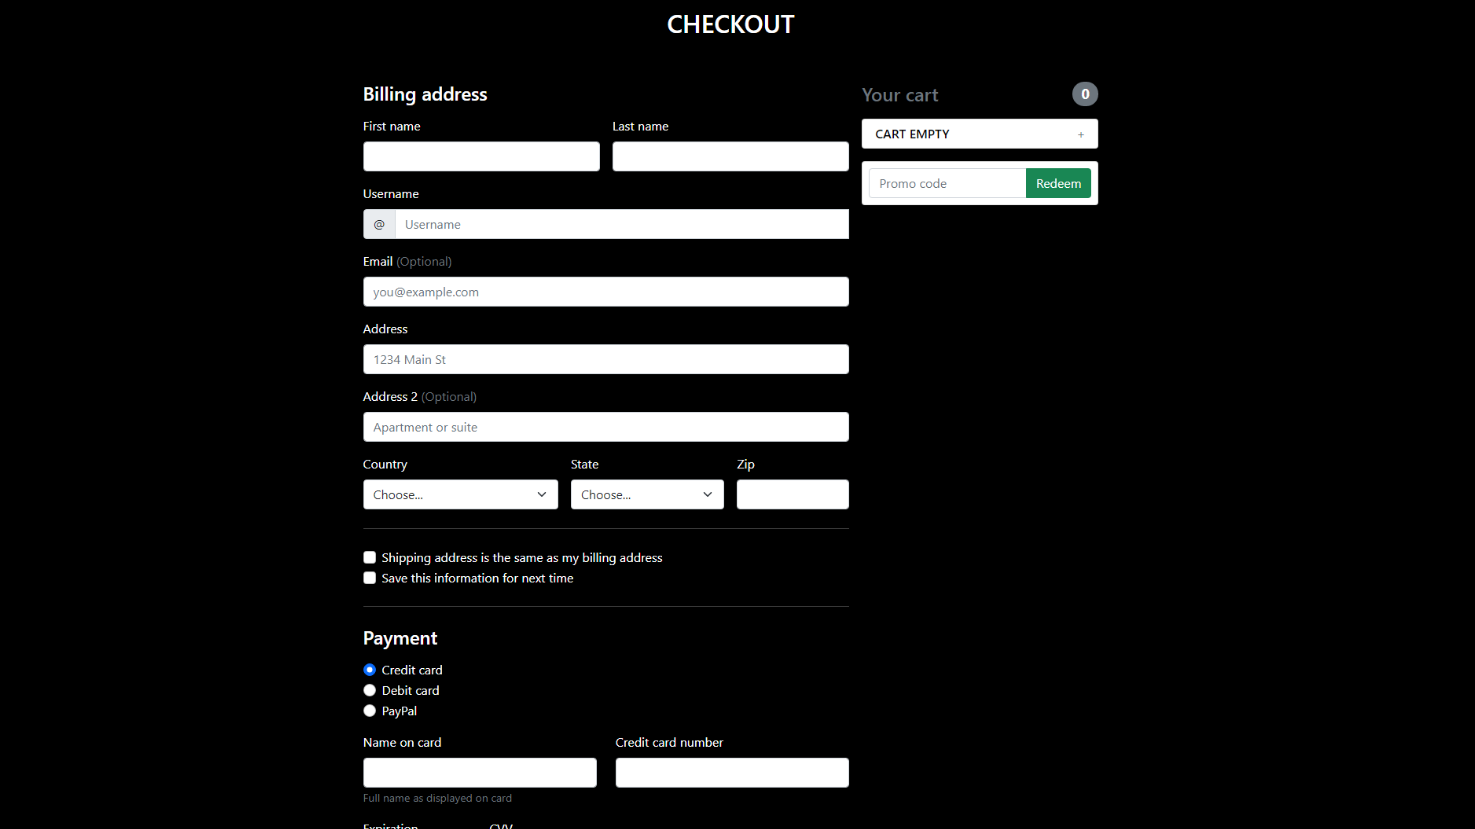 CHECKOUT
Billing address
First name
Last name
Username
@ Username
Email (Optional)
you@example.com
Address
1234 Main St
Address 2 (Optional)
Apartment or suite
Country
State
Zip
Choose...
Choose...
Shipping address is the same as my billing address
Save this information for next time
Payment
Credit card
Debit card
PayPal
Name on card
Credit card number
Full name as displayed on card
Expiration
CVV
Your cart
0
CART EMPTY
+
Promo code
Redeem